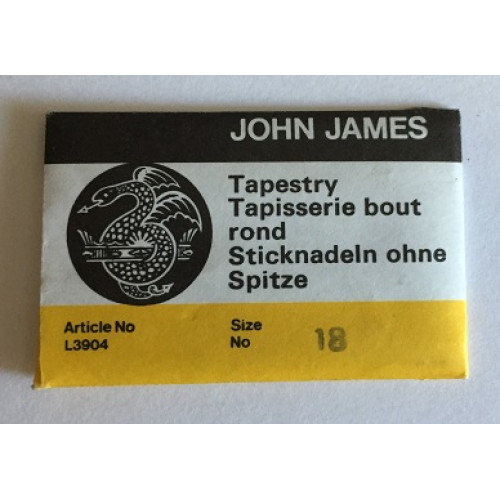 JOHN JAMES
Tapestry
Tapisserie bout
rond
Sticknadeln ohne
Spitze
Article No
L3904
Size
No
18